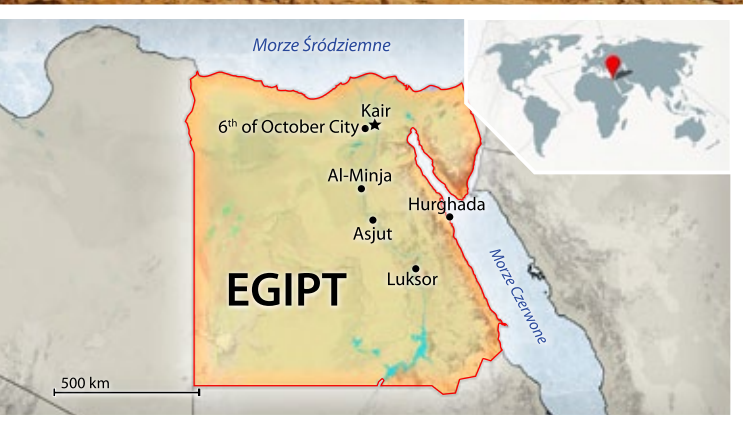 Morze Śródziemne
Kair
6th of October City
Al-Minja
Hurghada
Asjut
Luksor
EGIPT
Morze Czerwone
500 km